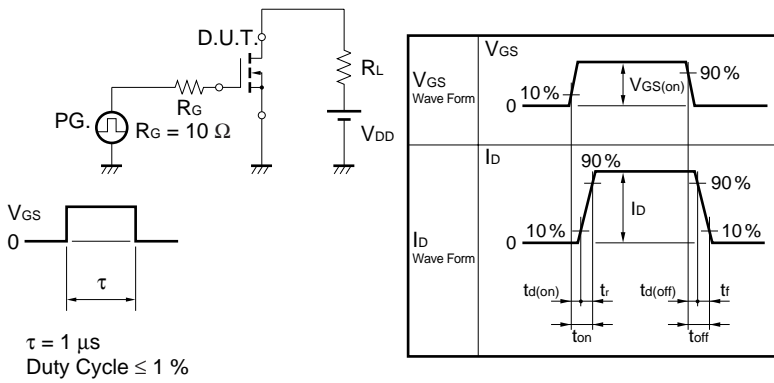 D.U.T.
RL
RG
PG.
RG = 10 Ω
VDD
VGS
0
τ
τ = 1 μs
Duty Cycle ≤ 1 %
VGS
Wave Form
VGS
10 %
VGS(on)
90 %
0
ID
Wave Form
ID
90 %
90 %
ID
10 %
10 %
0
td(on)
tr
td(off)
tf
ton
toff